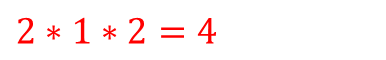 2 ∗ 1 ∗ 2 = 4